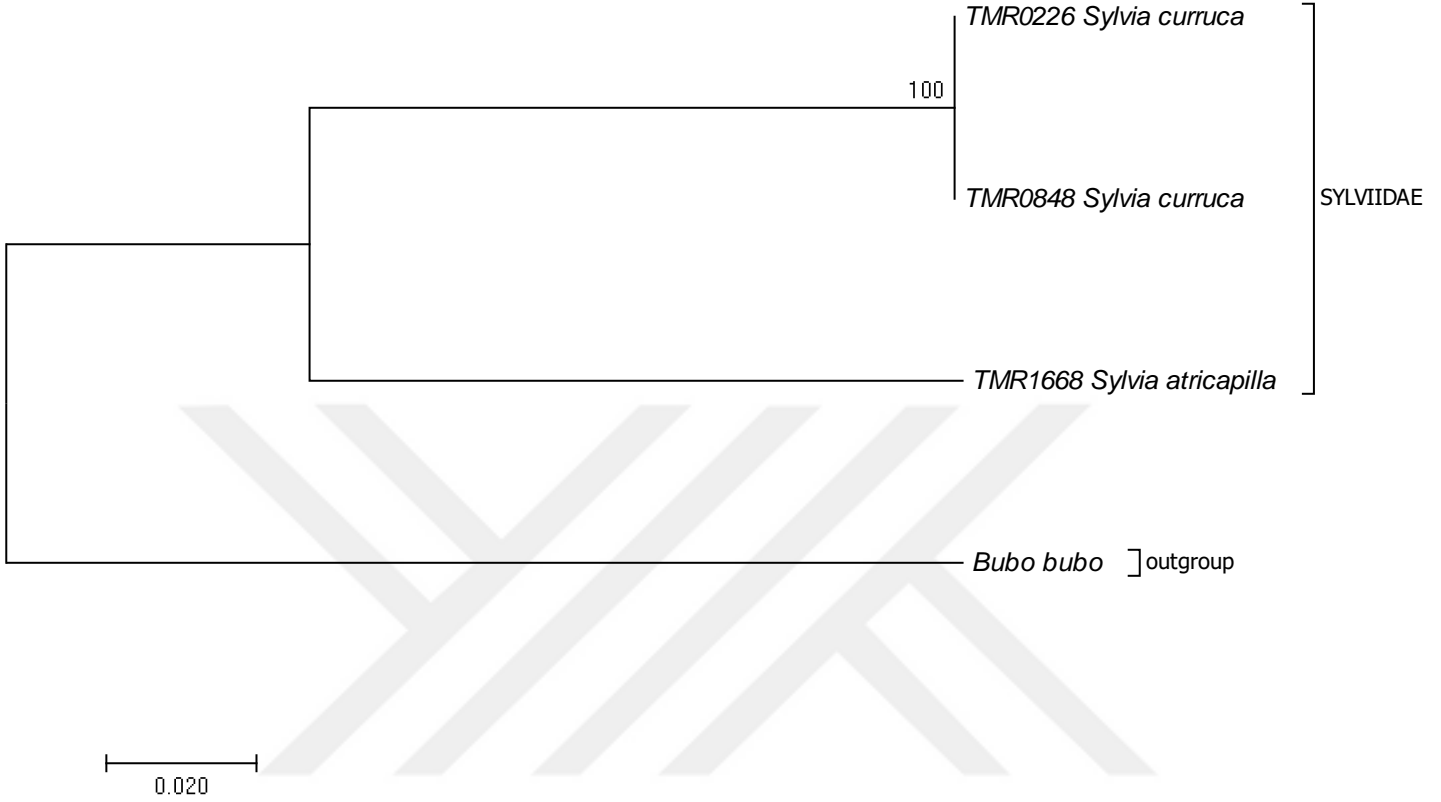 TMR0226 Sylvia curruca
100
TMR0848 Sylvia curruca
SYLVIIDAE
TMR1668 Sylvia atricapilla
Bubo bubo
outgroup
0.020